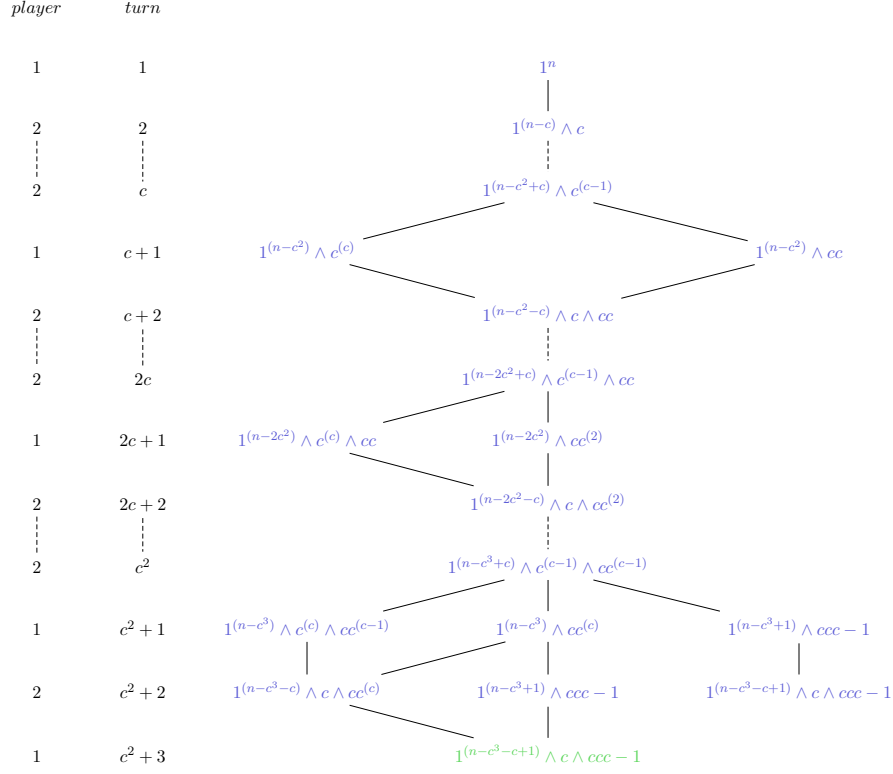 player turn
1 1 1^n
2 2 1^{(n-c)} ∧ c
2 c 1^{(n-c^2+c)} ∧ c^{(c-1)}
1 c + 1 1^{(n-c^2)} ∧ c^{(c)} 1^{(n-c^2)} ∧ cc
2 c + 2 1^{(n-c^2-c)} ∧ c ∧ cc
2 2c 1^{(n-2c^2+c)} ∧ c^{(c-1)} ∧ cc
1 2c + 1 1^{(n-2c^2)} ∧ c^{(c)} ∧ cc 1^{(n-2c^2)} ∧ cc^{(2)}
2 2c + 2 1^{(n-2c^2-c)} ∧ c ∧ cc^{(2)}
2 c^2 1^{(n-c^3+c)} ∧ c^{(c-1)} ∧ cc^{(c-1)}
1 c^2 + 1 1^{(n-c^3)} ∧ c^{(c)} ∧ cc^{(c-1)} 1^{(n-c^3)} ∧ cc^{(c)} 1^{(n-c^3+1)} ∧ ccc − 1
2 c^2 + 2 1^{(n-c^3-c)} ∧ c ∧ cc^{(c)} 1^{(n-c^3+1)} ∧ ccc − 1 1^{(n-c^3-c+1)} ∧ c ∧ ccc − 1
1 c^2 + 3 1^{(n-c^3-c+1)} ∧ c ∧ ccc − 1